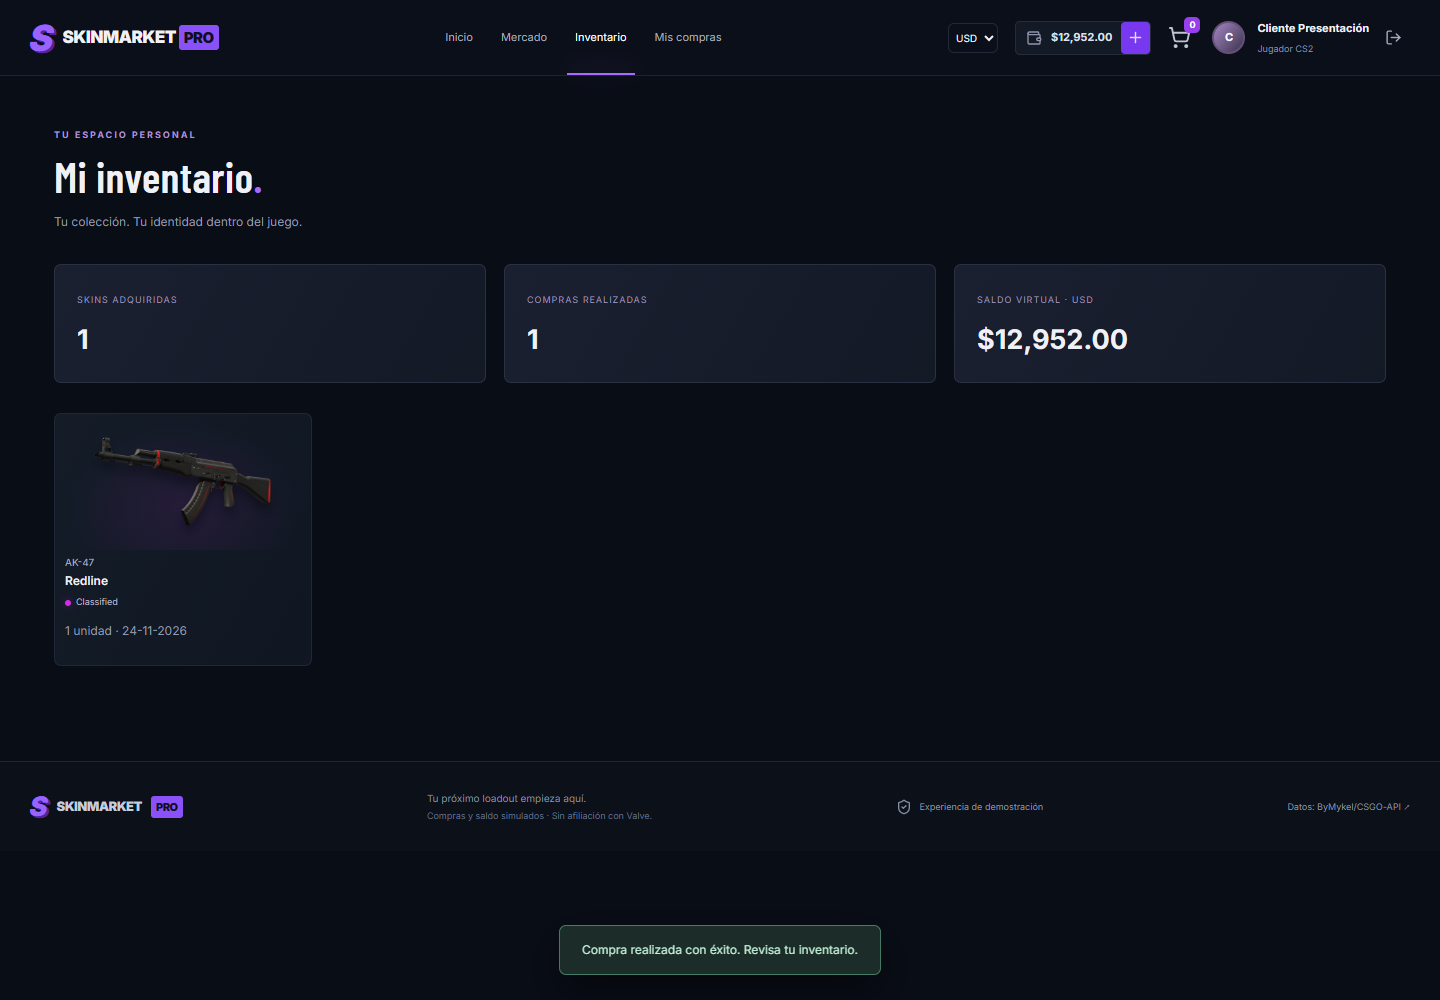 SKINMARKET PRO
Inicio
Mercado
Inventario
Mis compras
USD
$12,952.00
0
C
Cliente Presentación
Jugador CS2
TU ESPACIO PERSONAL
Mi inventario.
Tu colección. Tu identidad dentro del juego.
SKINS ADQUIRIDAS
1
COMPRAS REALIZADAS
1
SALDO VIRTUAL · USD
$12,952.00
AK-47
Redline
Classified
1 unidad · 24-11-2026
SKINMARKET PRO
Tu próximo loadout empieza aquí.
Compras y saldo simulados · Sin afiliación con Valve.
Experiencia de demostración
Datos: ByMykel/CSGO-API ↗
Compra realizada con éxito. Revisa tu inventario.